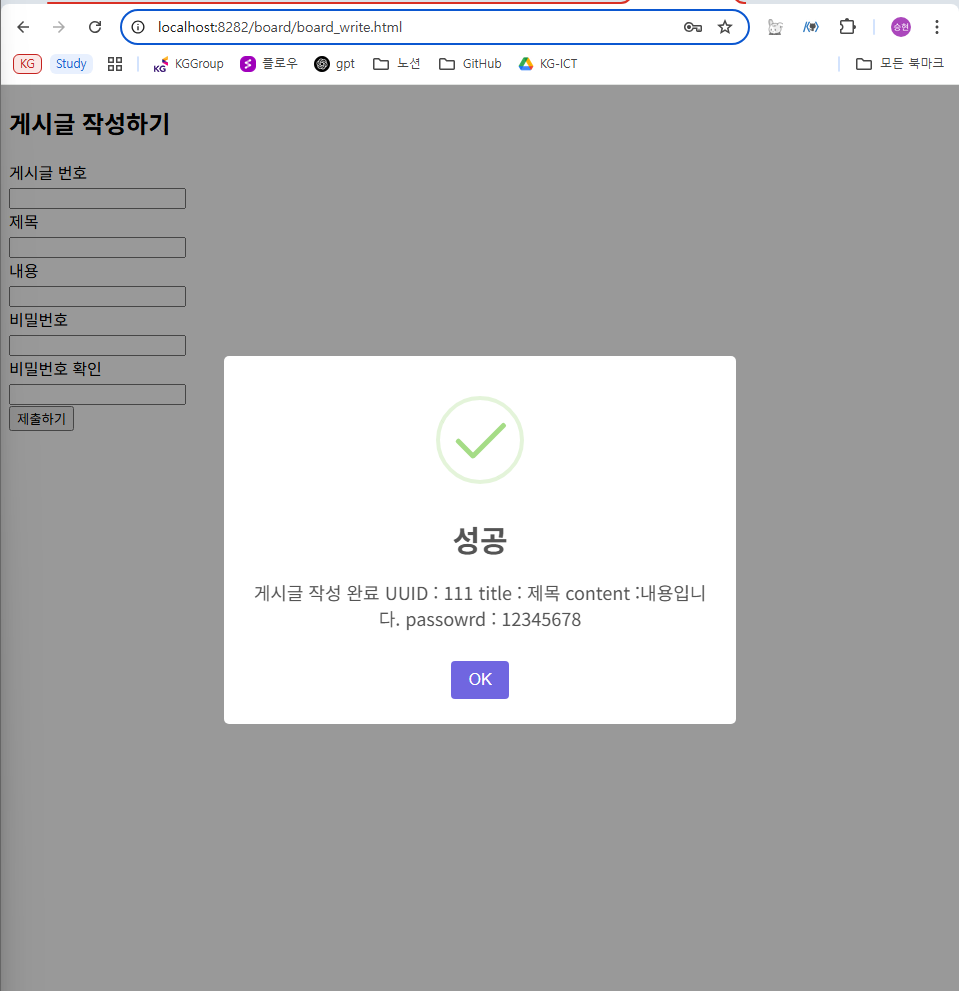 localhost:8282/board/board_write.html
승현
KG Study KGGroup 플로우 gpt 노션 GitHub KG-ICT 모든 북마크
게시글 작성하기
게시글 번호
제목
내용
비밀번호
비밀번호 확인
제출하기
성공
게시글 작성 완료 UUID : 111 title : 제목 content :내용입니
다. passowrd : 12345678
OK